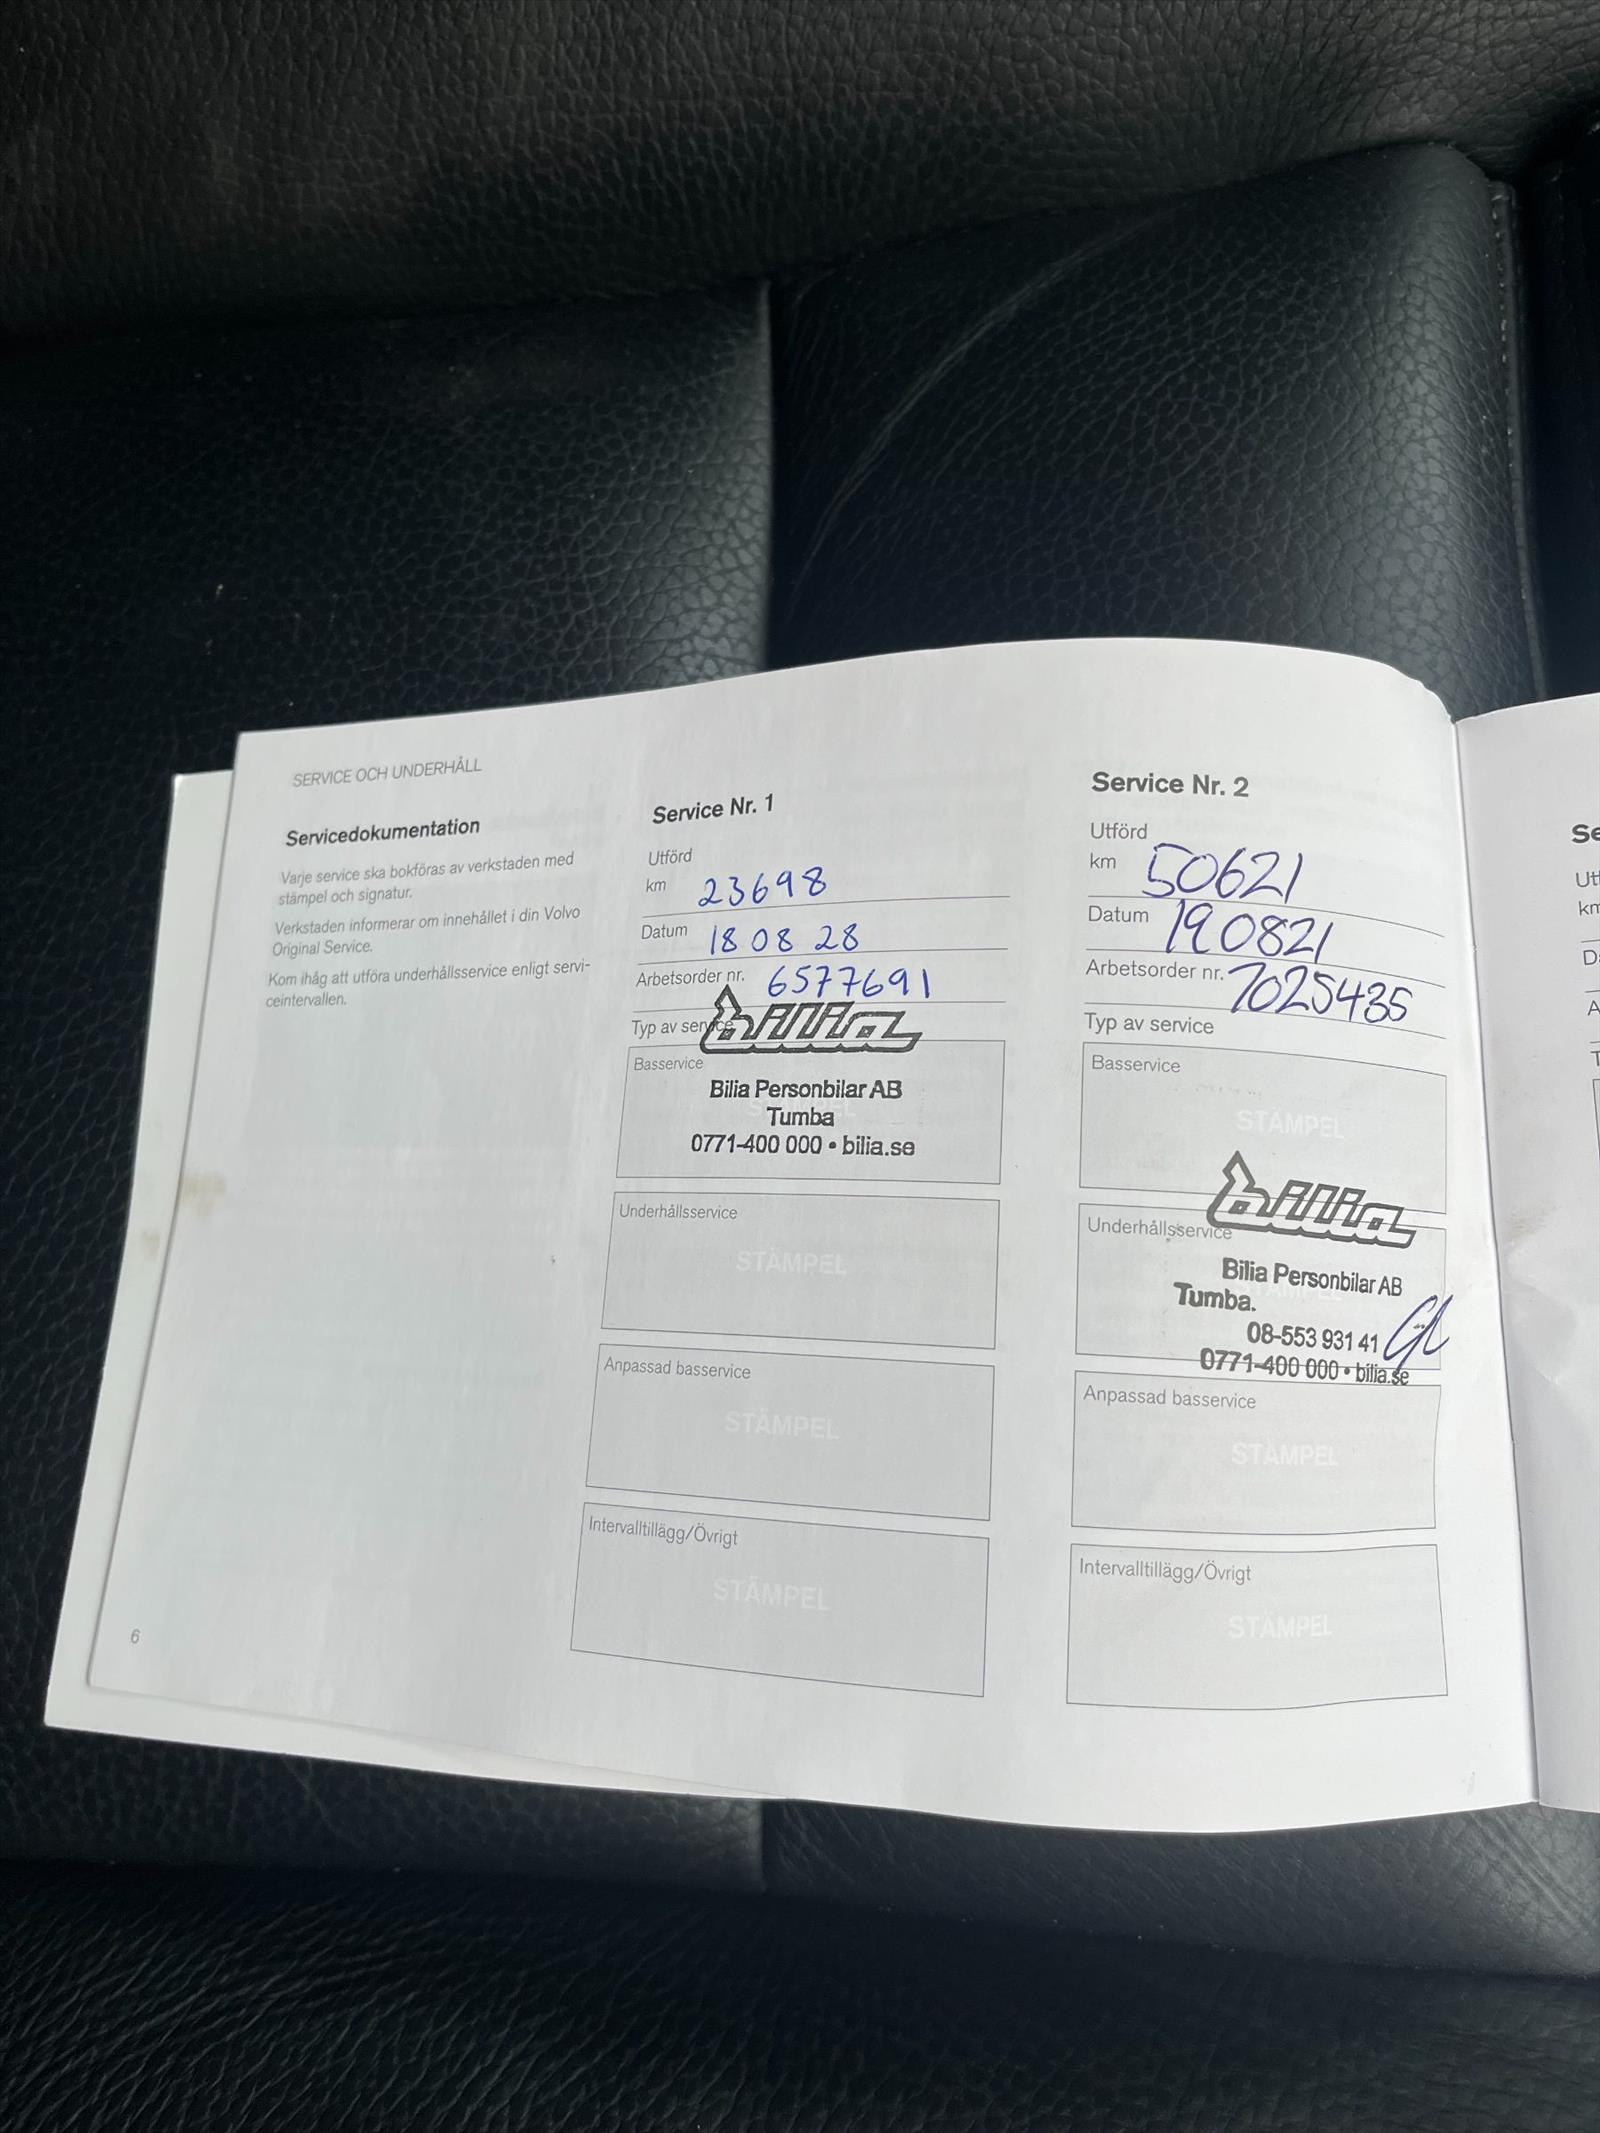 SERVICE OCH UNDERHÅLL
Servicedokumentation
Varje service ska bokföras av verkstaden med
stämpel och signatur.
Verkstaden informerar om innehållet i din Volvo
Original Service.
Kom ihåg att utföra underhållsservice enligt servi-
ceintervallen.
6
Service Nr. 1
Utförd
km 23698
Datum 18 08 28
Arbetsorder nr. 6577691
Typ av service
bilia
Basservice
Bilia Personbilar AB
Tumba
0771-400 000 • bilia.se
Underhållsservice
STÄMPEL
Anpassad basservice
STÄMPEL
Intervalltillägg/Övrigt
STÄMPEL
Service Nr. 2
Utförd
km 50621
Datum 190821
Arbetsorder nr. 7025435
Typ av service
Basservice
STÄMPEL
bilia
Underhållsservice
Bilia Personbilar AB
Tumba.
08-553 931 41
0771-400 000 • bilia.se
Anpassad basservice
STÄMPEL
Intervalltillägg/Övrigt
STÄMPEL
Se
Ut
km